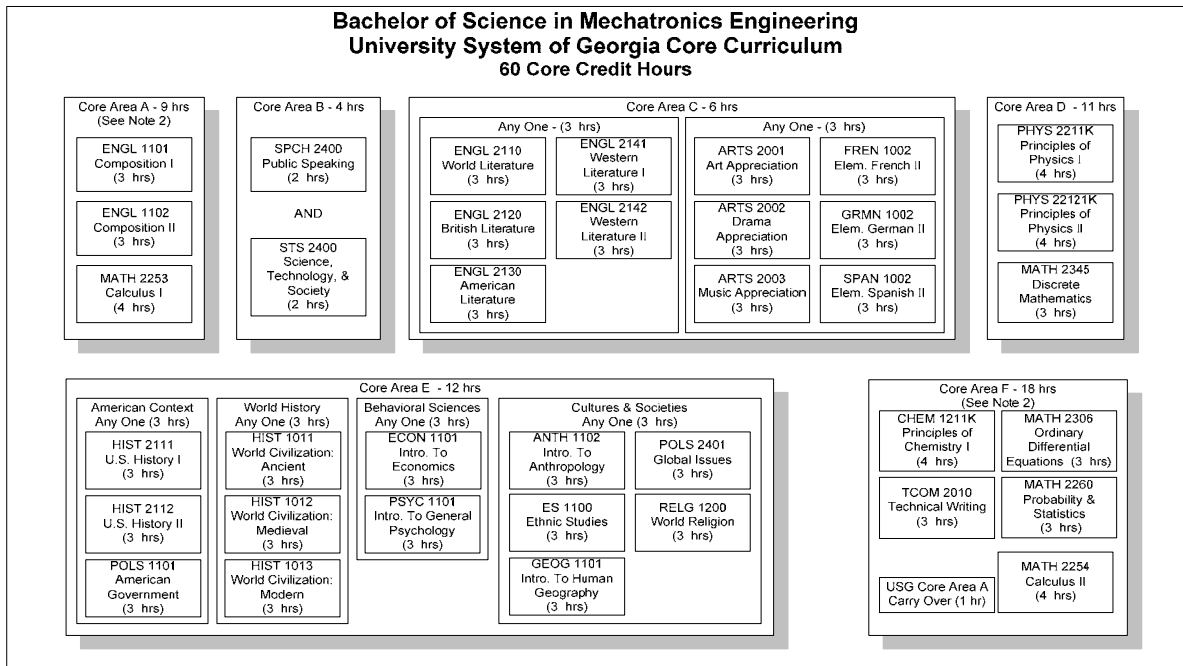 Bachelor of Science in Mechatronics Engineering
University System of Georgia Core Curriculum
60 Core Credit Hours
Core Area A - 9 hrs
(See Note 2)
ENGL 1101
Composition I
(3 hrs)
ENGL 1102
Composition II
(3 hrs)
MATH 2253
Calculus I
(4 hrs)
Core Area B - 4 hrs
SPCH 2400
Public Speaking
(2 hrs)
AND
STS 2400
Science,
Technology, &
Society
(2 hrs)
Core Area C - 6 hrs
Any One - (3 hrs)
ENGL 2110
World Literature
(3 hrs)
ENGL 2120
British Literature
(3 hrs)
ENGL 2130
American
Literature
(3 hrs)
ENGL 2141
Western
Literature I
(3 hrs)
ENGL 2142
Western
Literature II
(3 hrs)
Any One - (3 hrs)
ARTS 2001
Art Appreciation
(3 hrs)
ARTS 2002
Drama
Appreciation
(3 hrs)
ARTS 2003
Music Appreciation
(3 hrs)
FREN 1002
Elem. French II
(3 hrs)
GRMN 1002
Elem. German II
(3 hrs)
SPAN 1002
Elem. Spanish II
(3 hrs)
Core Area D - 11 hrs
PHYS 2211K
Principles of
Physics I
(4 hrs)
PHYS 22121K
Principles of
Physics II
(4 hrs)
MATH 2345
Discrete
Mathematics
(3 hrs)
Core Area E - 12 hrs
American Context
Any One (3 hrs)
HIST 2111
U.S. History I
(3 hrs)
HIST 2112
U.S. History II
(3 hrs)
POLS 1101
American
Government
(3 hrs)
World History
Any One (3 hrs)
HIST 1011
World Civilization:
Ancient
(3 hrs)
HIST 1012
World Civilization:
Medieval
(3 hrs)
HIST 1013
World Civilization:
Modern
(3 hrs)
Behavioral Sciences
Any One (3 hrs)
ECON 1101
Intro. To
Economics
(3 hrs)
PSYC 1101
Intro. To General
Psychology
(3 hrs)
Cultures & Societies
Any One (3 hrs)
ANTH 1102
Intro. To
Anthropology
(3 hrs)
ES 1100
Ethnic Studies
(3 hrs)
GEOG 1101
Intro. To Human
Geography
(3 hrs)
POLS 2401
Global Issues
(3 hrs)
RELG 1200
World Religion
(3 hrs)
Core Area F - 18 hrs
(See Note 2)
CHEM 1211K
Principles of
Chemistry I
(4 hrs)
TCOM 2010
Technical Writing
(3 hrs)
USG Core Area A
Carry Over (1 hr)
MATH 2306
Ordinary
Differential
Equations (3 hrs)
MATH 2260
Probability &
Statistics
(3 hrs)
MATH 2254
Calculus II
(4 hrs)